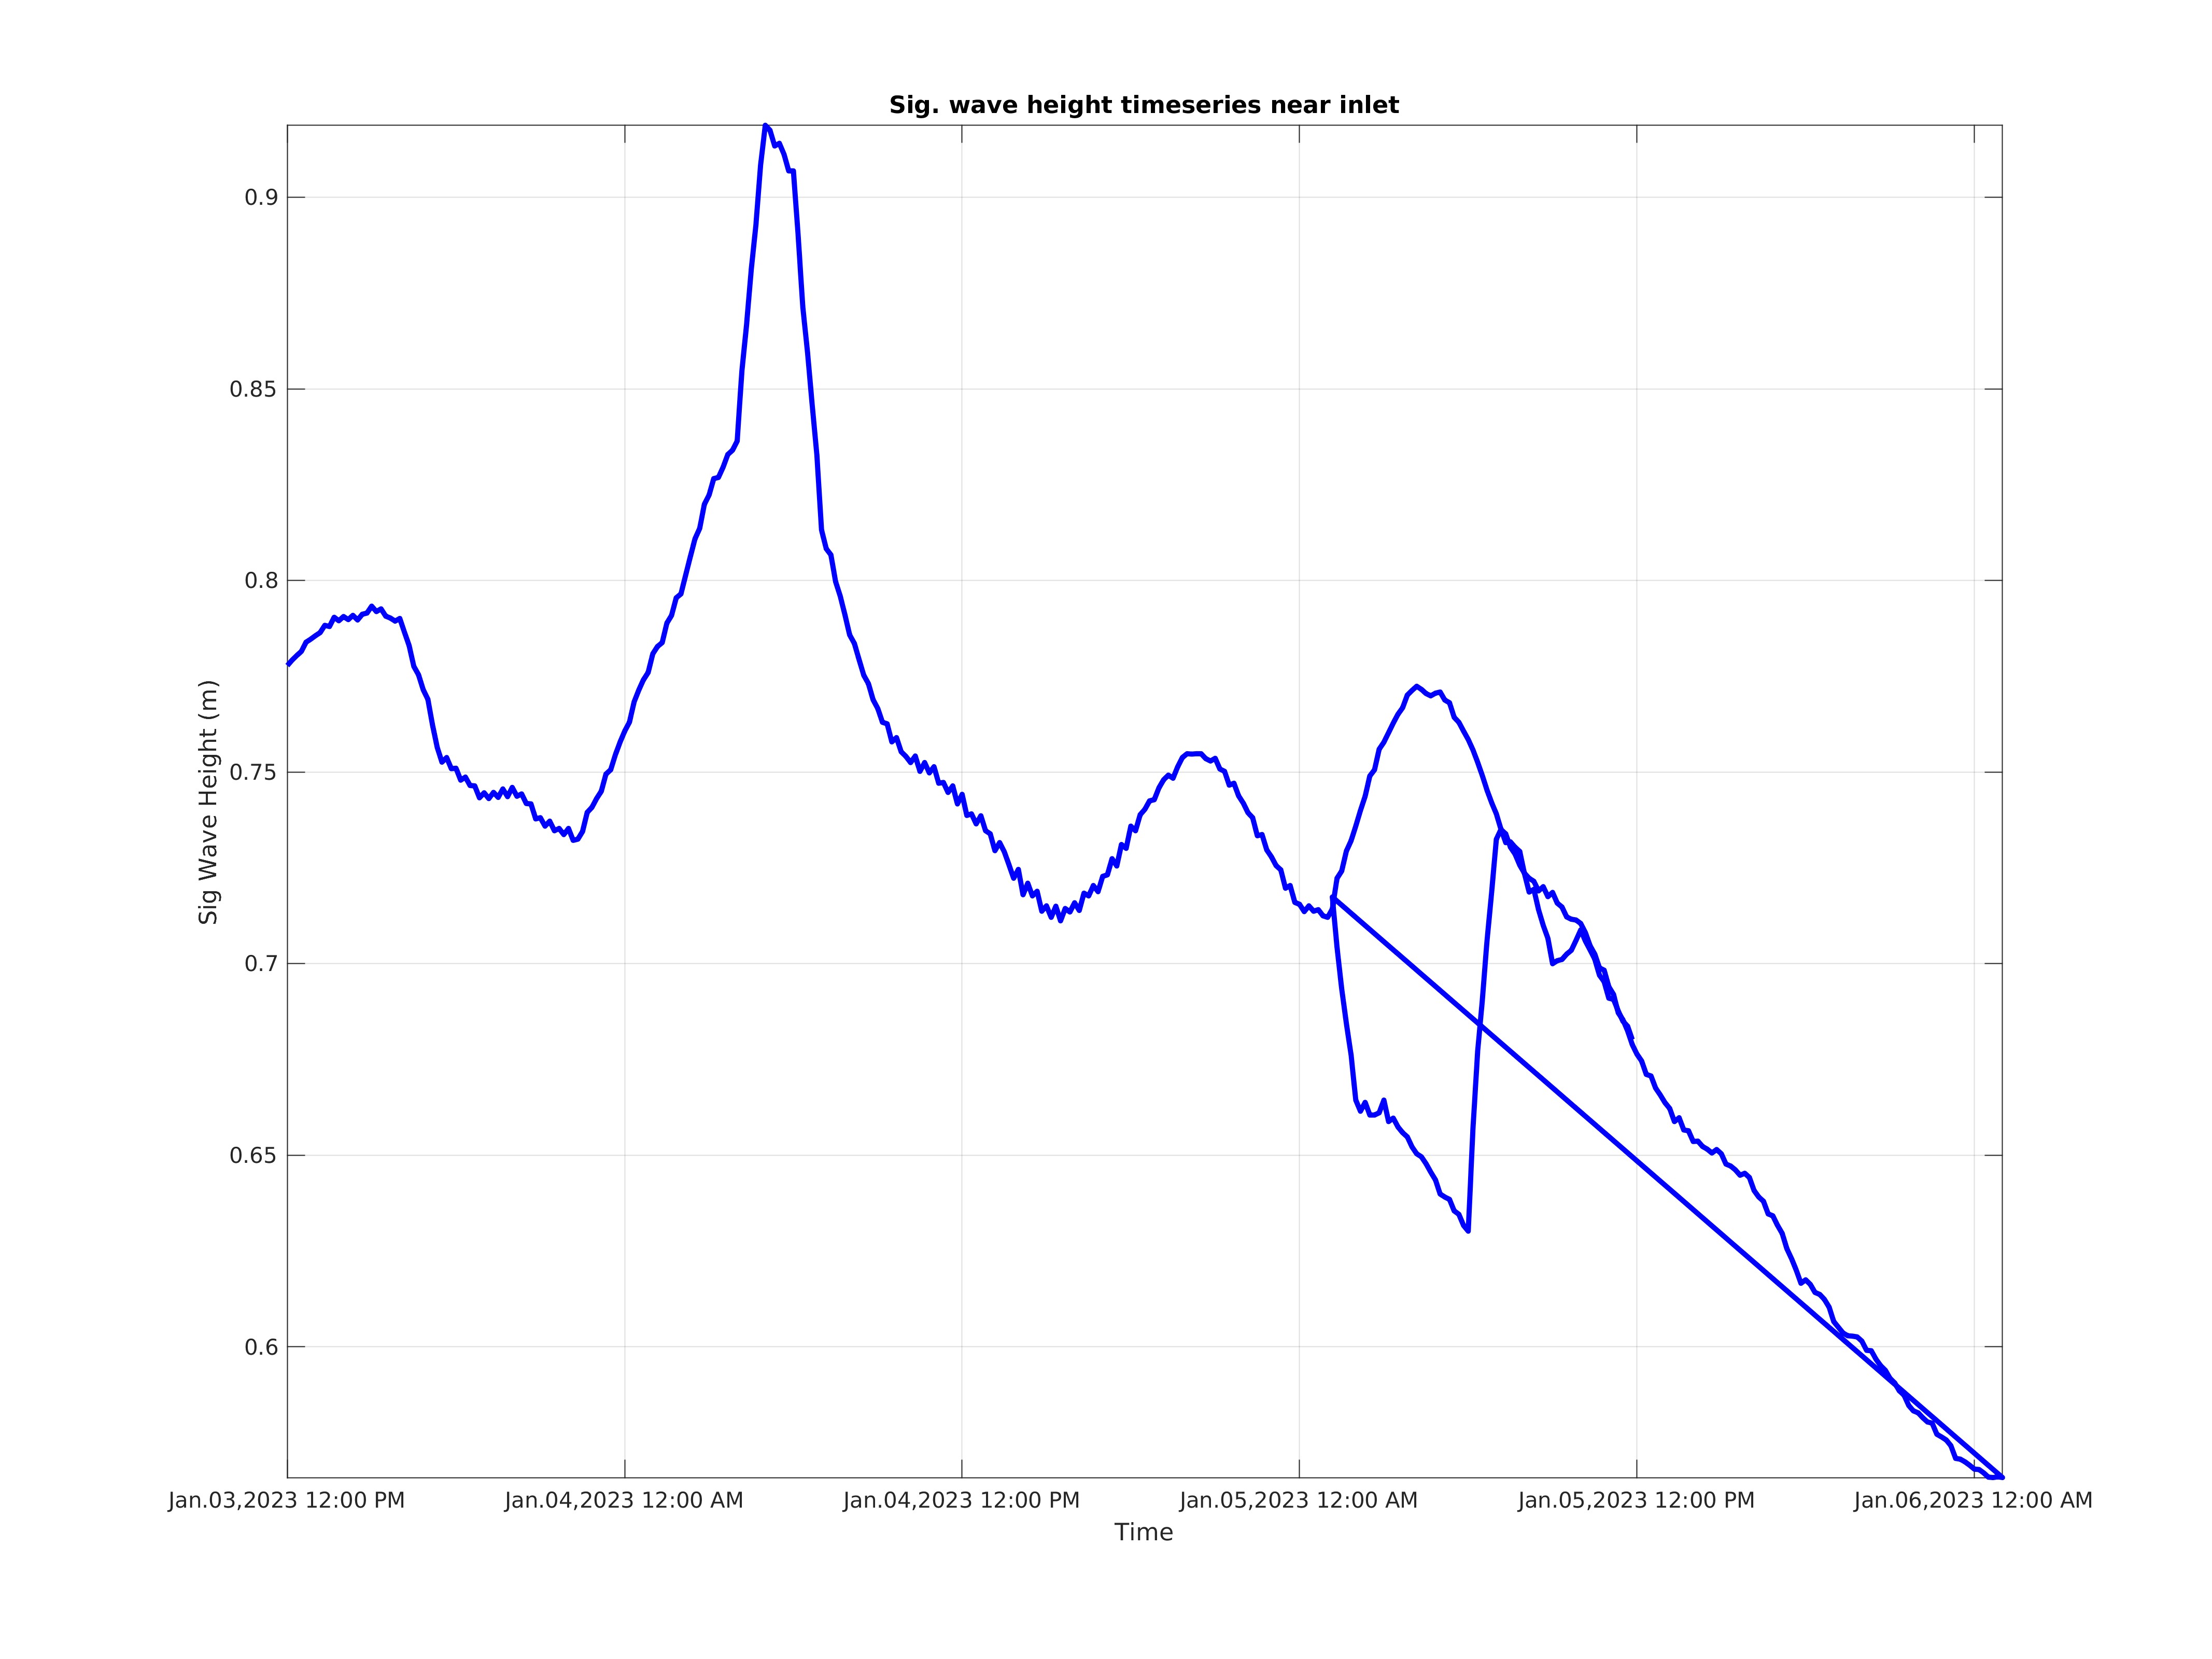 Sig. wave height timeseries near inlet
Sig Wave Height (m)
0.9
0.85
0.8
0.75
0.7
0.65
0.6
Jan.03,2023 12:00 PM
Jan.04,2023 12:00 AM
Jan.04,2023 12:00 PM
Jan.05,2023 12:00 AM
Jan.05,2023 12:00 PM
Jan.06,2023 12:00 AM
Time